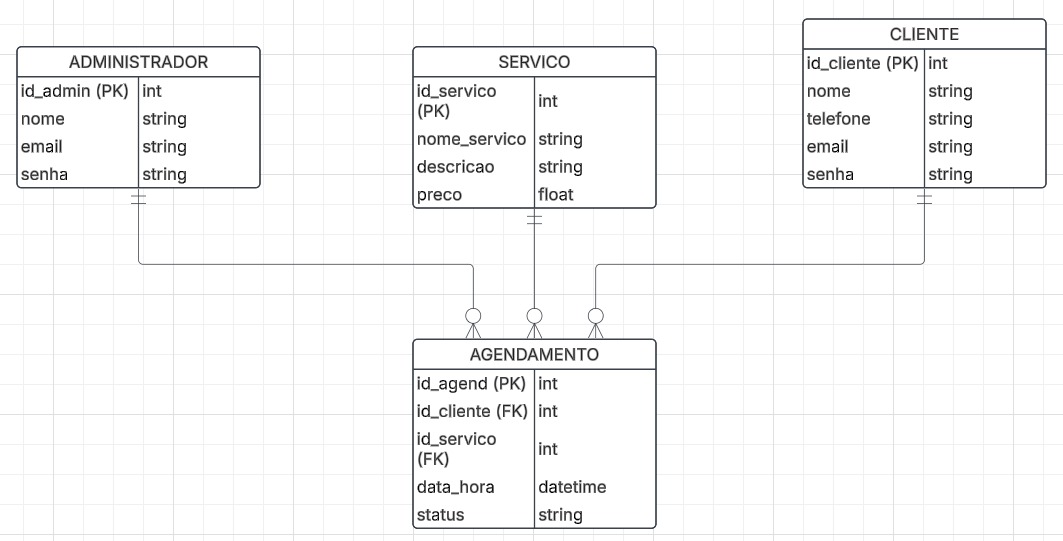 ADMINISTRADOR
id_admin (PK) int
nome string
email string
senha string
SERVICO
id_servico
(PK) int
nome_servico string
descricao string
preco float
CLIENTE
id_cliente (PK) int
nome string
telefone string
email string
senha string
AGENDAMENTO
id_agend (PK) int
id_cliente (FK) int
id_servico
(FK) int
data_hora datetime
status string